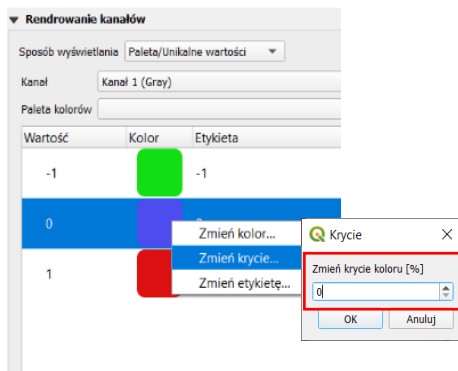 Rendrowanie kanałów
Sposób wyświetlania Paleta/Unikalne wartości
Kanał Kanał 1 (Gray)
Paleta kolorów
Wartość Kolor Etykieta
-1 -1
0
Zmień kolor...
Zmień krycie...
1
Zmień etykietę...
Krycie
Zmień krycie koloru [%]
0
OK Anuluj